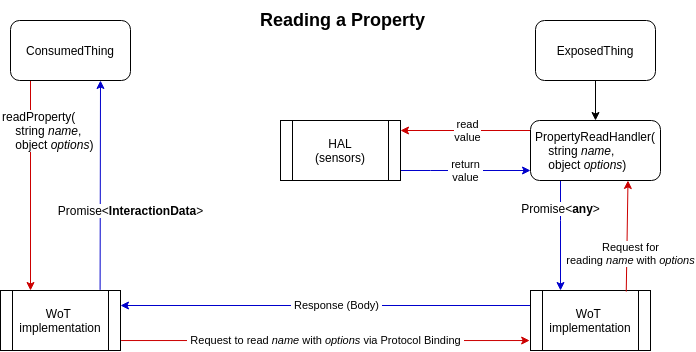 Reading a Property
ConsumedThing
ExposedThing
readProperty(
string name,
object options)
HAL
(sensors)
read
value
return
value
PropertyReadHandler(
string name,
object options)
Promise<InteractionData>
Promise<any>
Request for
reading name with options
WoT
implementation
Response (Body)
Request to read name with options via Protocol Binding
WoT
implementation